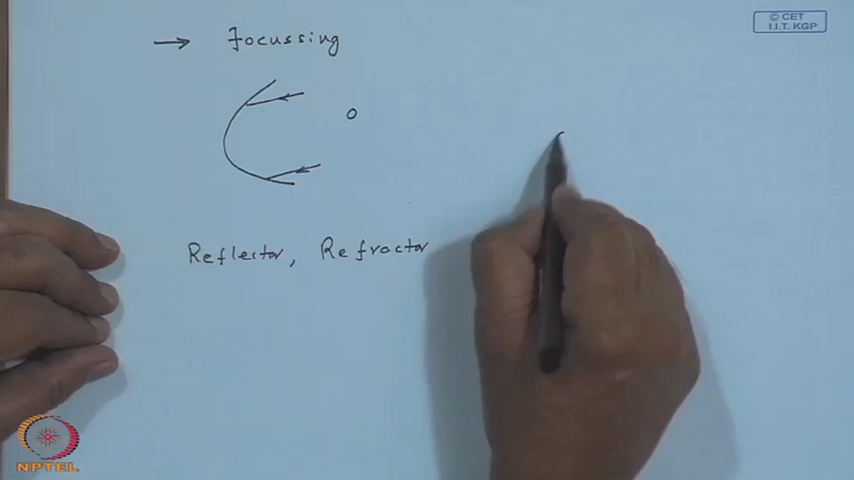 © CET
I.I.T. KGP
→ Focussing
Reflector, Refractor
NPTEL